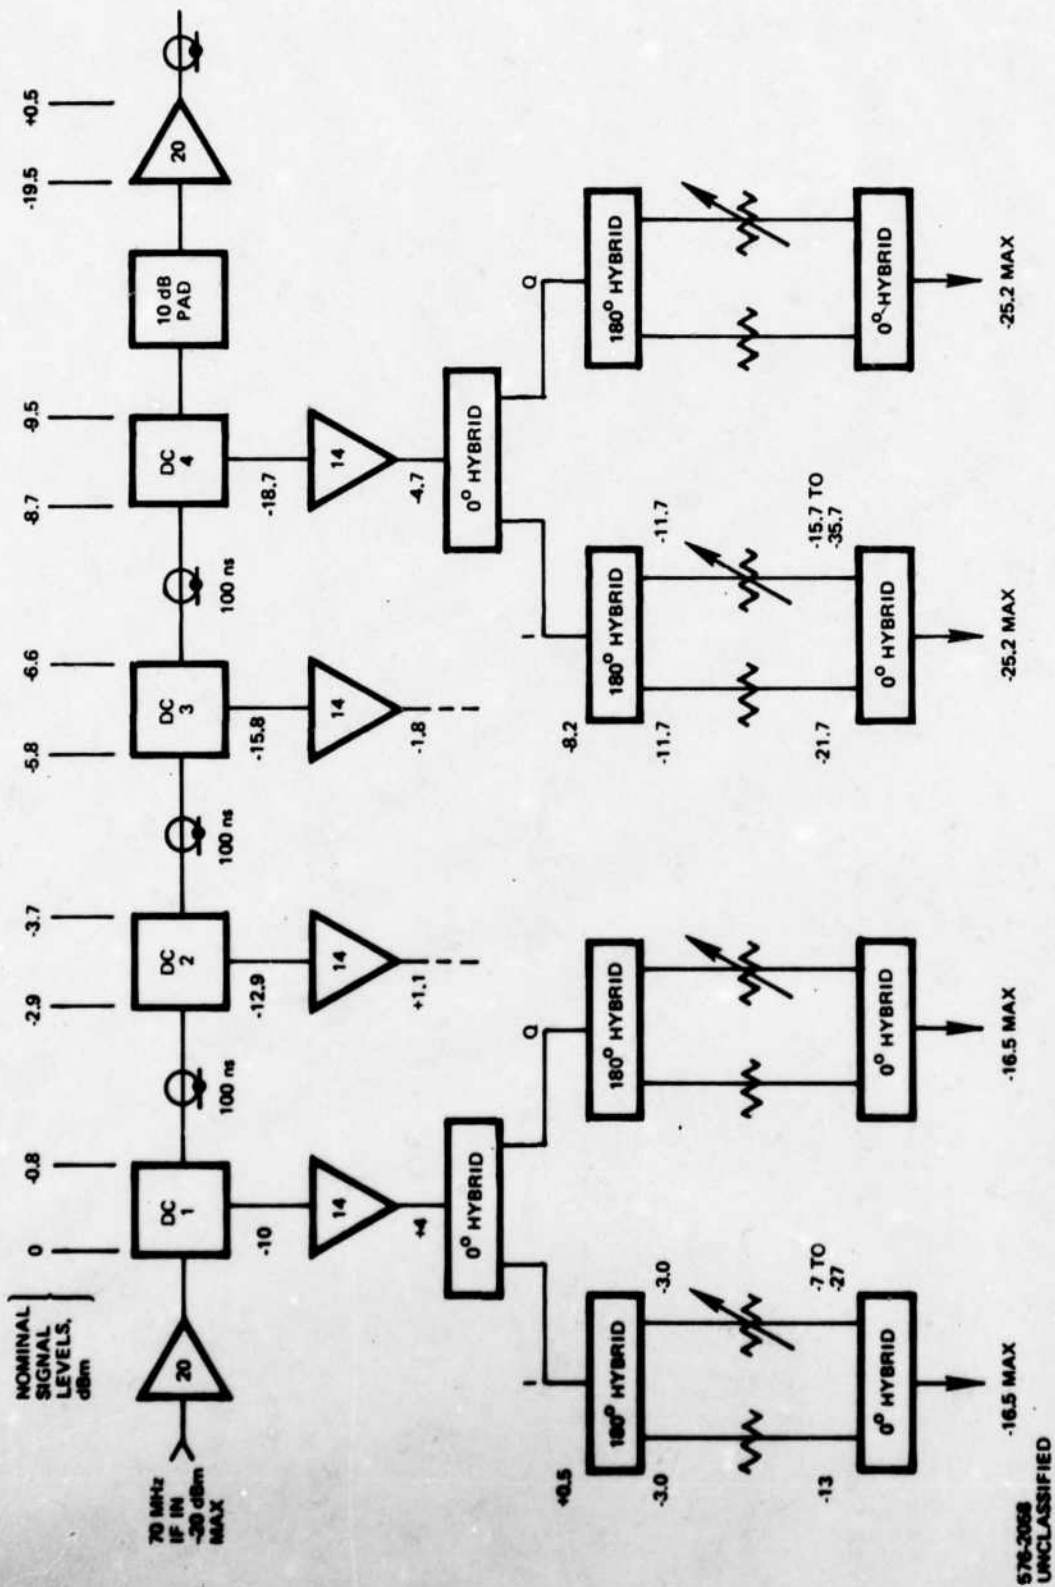 NOMINAL
SIGNAL
LEVELS,
dBm
0
-0.8
-2.9
-3.7
-5.8
-6.6
-8.7
-9.5
-19.5
+0.5
70 MHz
IF IN
-20 dBm
MAX
20
DC
1
100 ns
DC
2
100 ns
DC
3
100 ns
DC
4
10 dB
PAD
20
-10
-12.9
-15.8
-18.7
14
14
14
14
+4
+1.1
-1.8
-4.7
0° HYBRID
0° HYBRID
I
Q
I
Q
+0.5
-8.2
180° HYBRID
180° HYBRID
180° HYBRID
180° HYBRID
-3.0
-3.0
-11.7
-11.7
-13
-7 TO
-27
-21.7
-15.7 TO
-35.7
0° HYBRID
0° HYBRID
0° HYBRID
0° HYBRID
-16.5 MAX
-16.5 MAX
-25.2 MAX
-25.2 MAX
576-2058
UNCLASSIFIED